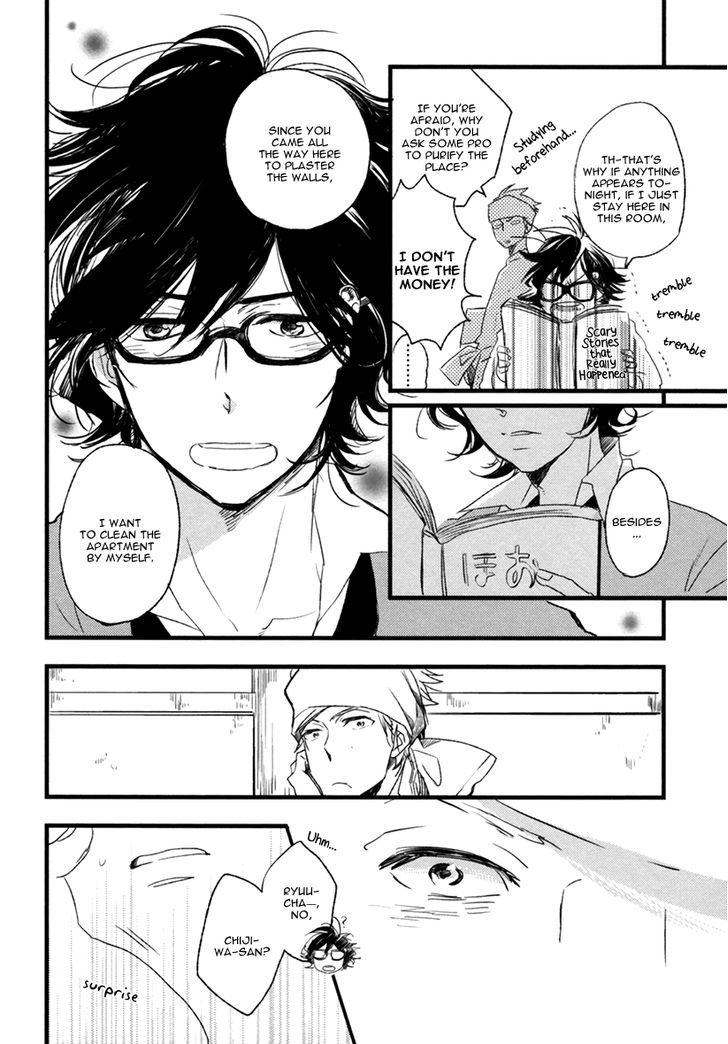 TH-THAT'S
WHY IF ANYTHING
APPEARS TO-
NIGHT, IF I JUST
STAY HERE IN
THIS ROOM,
Studying
beforehand...
IF YOU'RE
AFRAID, WHY
DON'T YOU
ASK SOME PRO
TO PURIFY THE
PLACE?
tremble
tremble
tremble
Scary
Stories
that
Really
Happened
I DON'T
HAVE THE
MONEY!
BESIDES
...
ほお
SINCE YOU
CAME ALL
THE WAY HERE
TO PLASTER
THE WALLS,
I WANT
TO CLEAN THE
APARTMENT
BY MYSELF.
Uhm...
RYUU-
CHA—,
NO,
CHIJI-
WA-SAN?
?
surprise